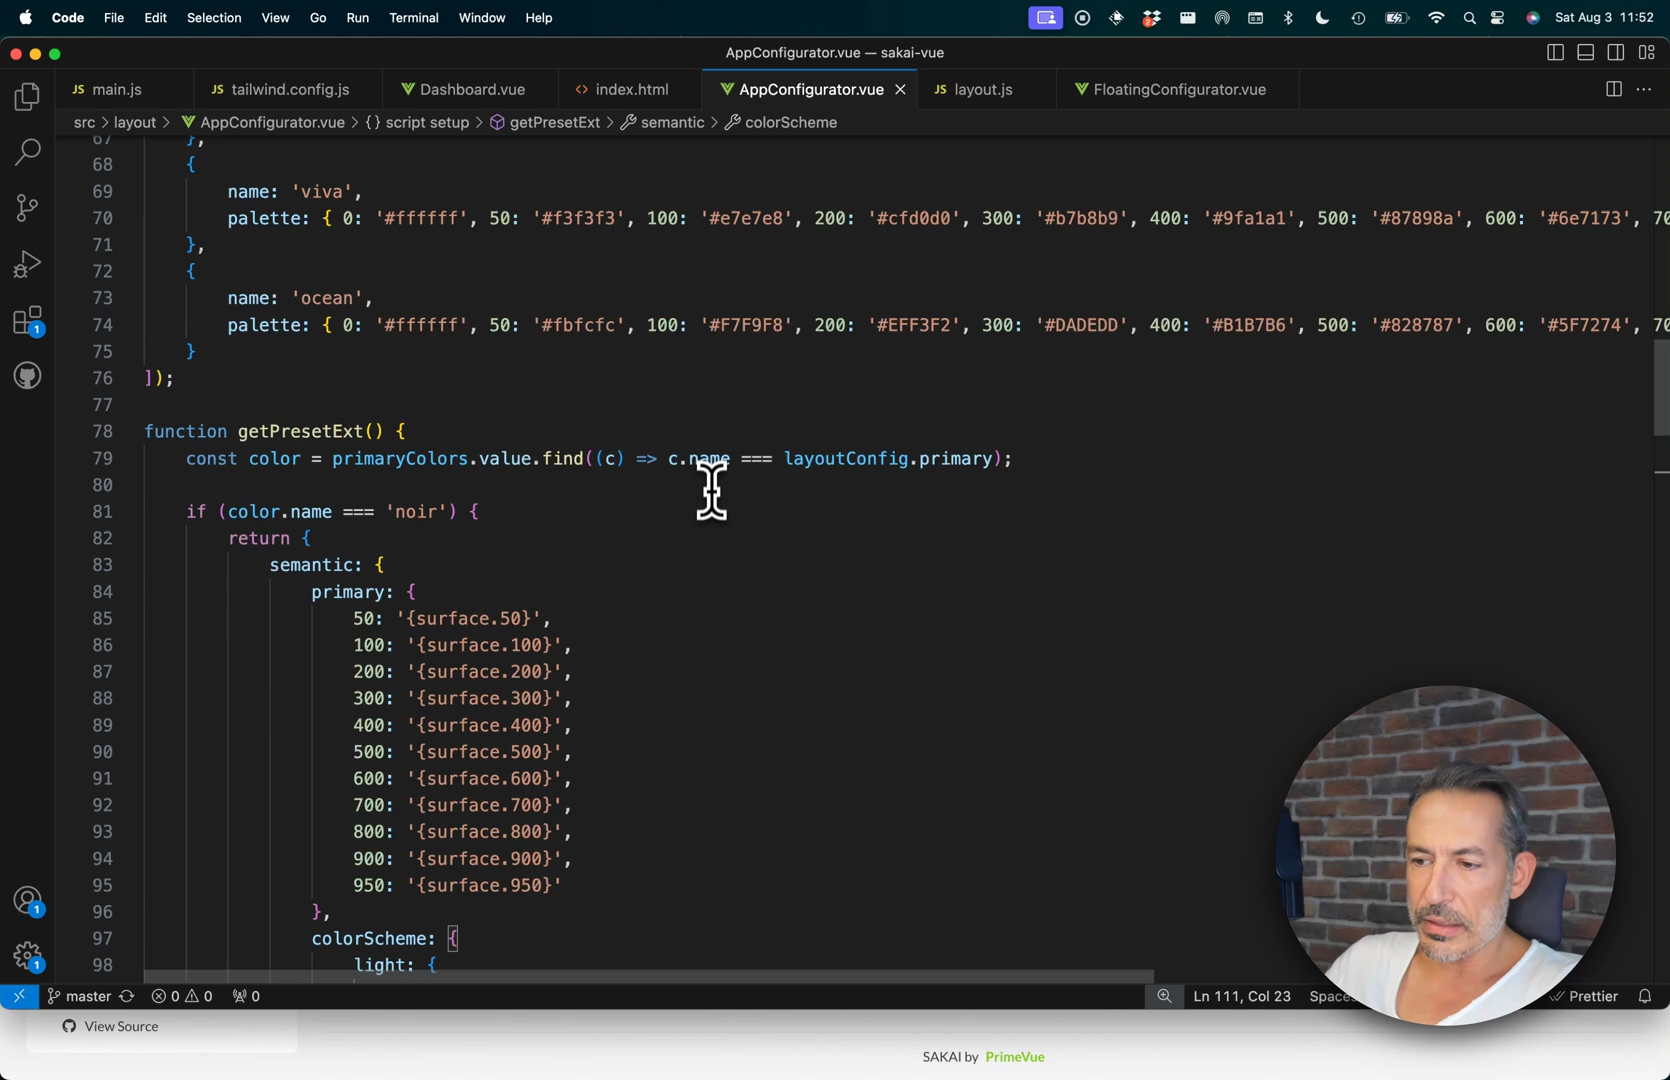 Code File Edit Selection View Go Run Terminal Window Help
2
Sat Aug 3 11:52
AppConfigurator.vue — sakai-vue
JS main.js
JS tailwind.config.js
Dashboard.vue
<> index.html
AppConfigurator.vue
JS layout.js
FloatingConfigurator.vue
src > layout > AppConfigurator.vue > {} script setup > getPresetExt > semantic > colorScheme
67 },
68 {
69 name: 'viva',
70 palette: { 0: '#ffffff', 50: '#f3f3f3', 100: '#e7e7e8', 200: '#cfd0d0', 300: '#b7b8b9', 400: '#9fa1a1', 500: '#87898a', 600: '#6e7173', 70
71 },
72 {
73 name: 'ocean',
74 palette: { 0: '#ffffff', 50: '#fbfcfc', 100: '#F7F9F8', 200: '#EFF3F2', 300: '#DADEDD', 400: '#B1B7B6', 500: '#828787', 600: '#5F7274', 70
75 }
76 ]);
77
78 function getPresetExt() {
79 const color = primaryColors.value.find((c) => c.name === layoutConfig.primary);
80
81 if (color.name === 'noir') {
82 return {
83 semantic: {
84 primary: {
85 50: '{surface.50}',
86 100: '{surface.100}',
87 200: '{surface.200}',
88 300: '{surface.300}',
89 400: '{surface.400}',
90 500: '{surface.500}',
91 600: '{surface.600}',
92 700: '{surface.700}',
93 800: '{surface.800}',
94 900: '{surface.900}',
95 950: '{surface.950}'
96 },
97 colorScheme: {
98 light: {
1
1
1
master 0 0 0
Ln 111, Col 23
Prettier
View Source
SAKAI by PrimeVue